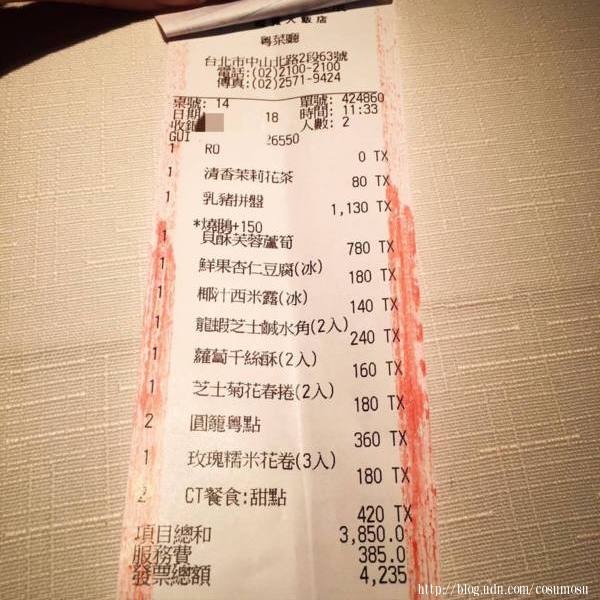 大飯店
粵菜廳
台北市中山北路2段63號
電話:(02)2100-2100
傳真:(02)2571-9424
桌號: 14 單號: 424860
日期 18 時間: 11:33
收銀 人數: 2
GUI 26550
1 RO 0 TX
1 清香茉莉花茶 80 TX
1 乳豬拼盤 1,130 TX
*燒鵝+150
1 貝酥芙蓉蘆筍 780 TX
1 鮮果杏仁豆腐(冰) 180 TX
1 椰汁西米露(冰) 140 TX
1 龍蝦芝士鹹水角(2入) 240 TX
1 蘿蔔千絲酥(2入) 160 TX
1 芝士菊花春捲(2入) 180 TX
2 圓籠粵點 360 TX
1 玫瑰糯米花卷(3入) 180 TX
2 CT餐食:甜點 420 TX
項目總和 3,850.0
服務費 385.0
發票總額 4,235
http://blog.udn.com/cosumosu